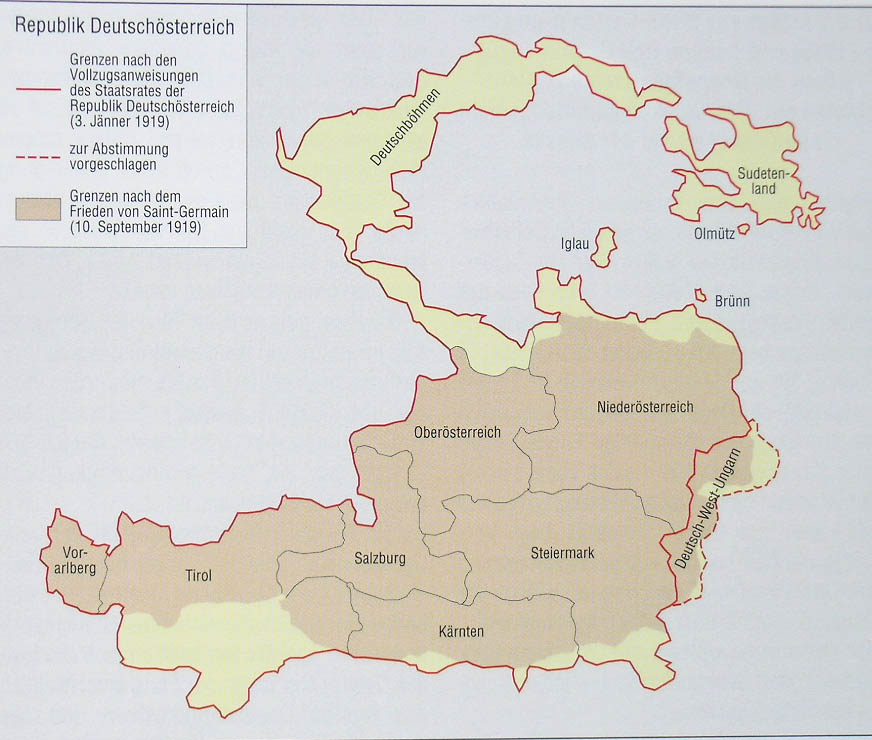 Republik Deutschösterreich
Grenzen nach den
Vollzugsanweisungen
des Staatsrates der
Republik Deutschösterreich
(3. Jänner 1919)
zur Abstimmung
vorgeschlagen
Grenzen nach dem
Frieden von Saint-Germain
(10. September 1919)
Deutschböhmen
Sudeten-
land
Olmütz
Iglau
Brünn
Niederösterreich
Oberösterreich
Deutsch-West-Ungarn
Vor-
arlberg
Tirol
Salzburg
Steiermark
Kärnten